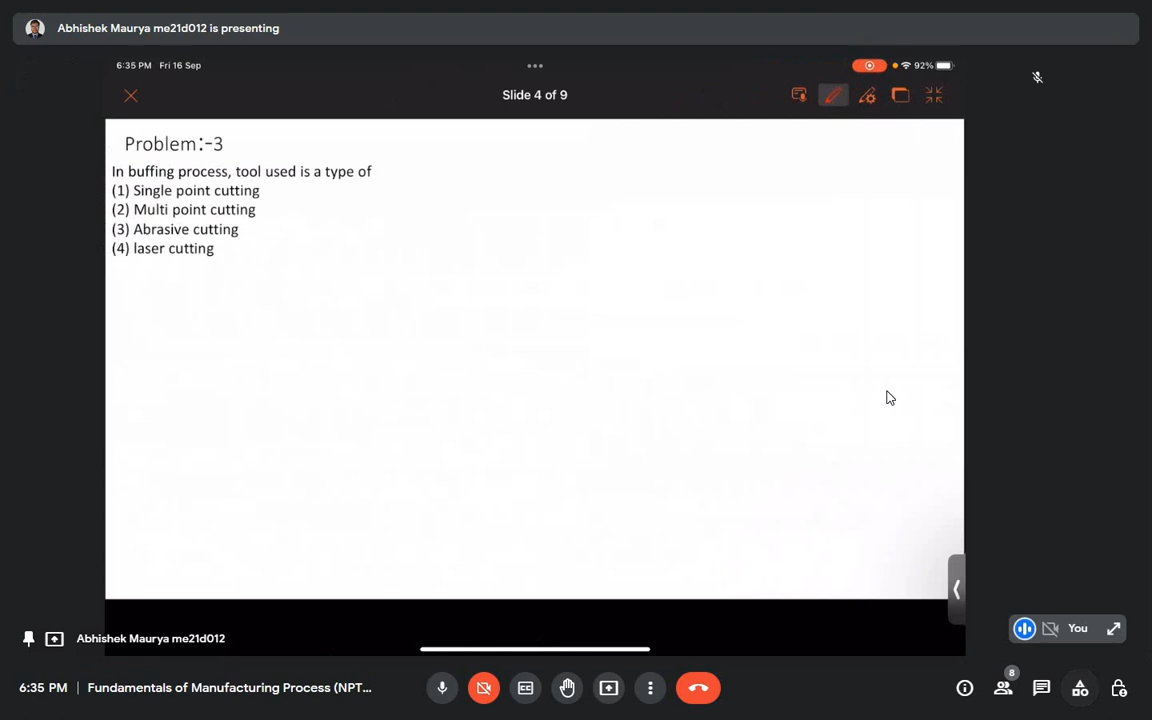 Abhishek Maurya me21d012 is presenting
6:35 PM Fri 16 Sep
92%
Slide 4 of 9
Problem:-3
In buffing process, tool used is a type of
(1) Single point cutting
(2) Multi point cutting
(3) Abrasive cutting
(4) laser cutting
Abhishek Maurya me21d012
You
6:35 PM | Fundamentals of Manufacturing Process (NPT...
8